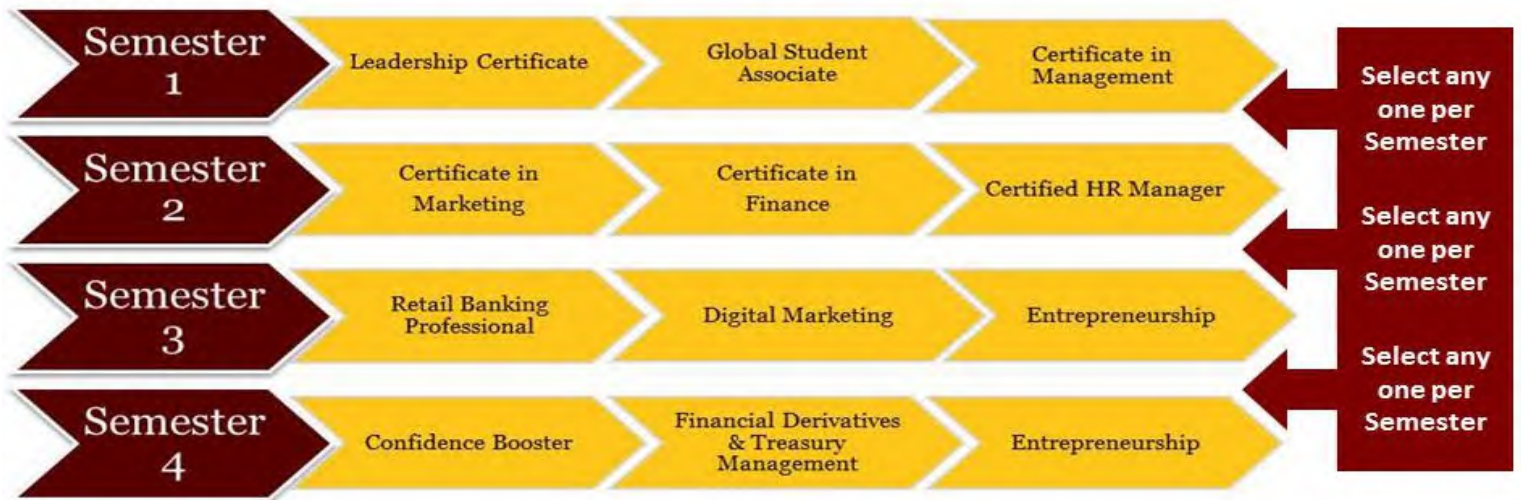 Semester
1
Leadership Certificate
Global Student
Associate
Certificate in
Management
Select any
one per
Semester
Semester
2
Certificate in
Marketing
Certificate in
Finance
Certified HR Manager
Select any
one per
Semester
Semester
3
Retail Banking
Professional
Digital Marketing
Entrepreneurship
Select any
one per
Semester
Semester
4
Confidence Booster
Financial Derivatives
& Treasury
Management
Entrepreneurship